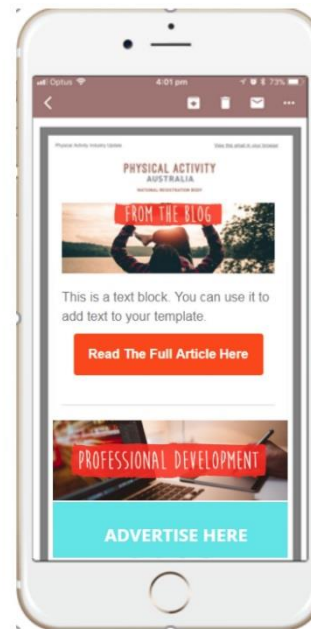 Optus 4:01 pm 73%
Physical Activity Industry Update View this email in your browser
PHYSICAL ACTIVITY
AUSTRALIA
NATIONAL REGISTRATION BODY
FROM THE BLOG
This is a text block. You can use it to
add text to your template.
Read The Full Article Here
PROFESSIONAL DEVELOPMENT
ADVERTISE HERE